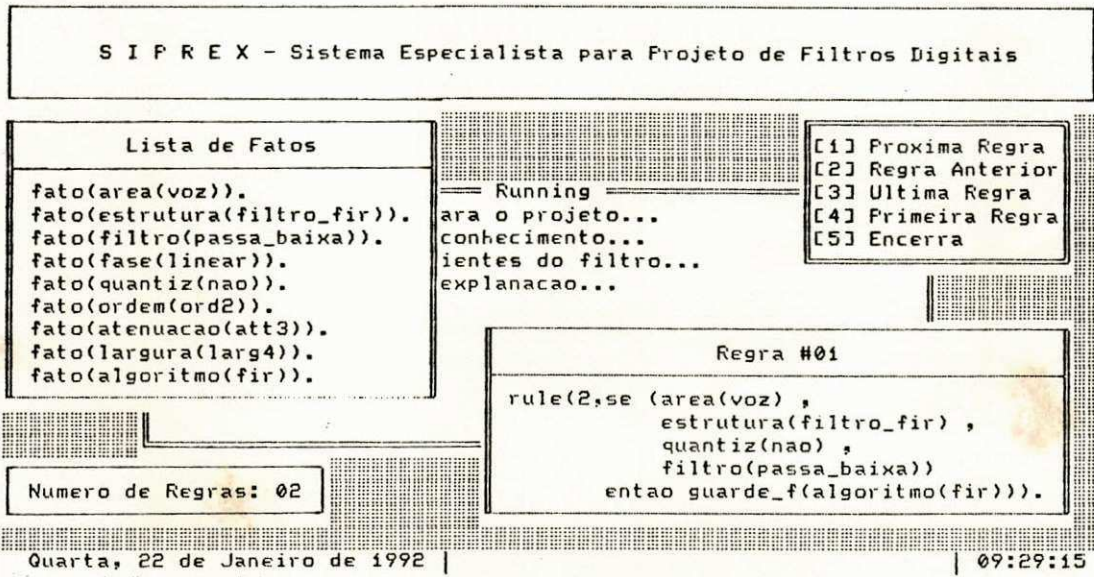 S I P R E X - Sistema Especialista para Projeto de Filtros Digitais
Lista de Fatos
fato(area(voz)).
fato(estrutura(filtro_fir)).
fato(filtro(passa_baixa)).
fato(fase(linear)).
fato(quantiz(nao)).
fato(ordem(ord2)).
fato(atenuacao(att3)).
fato(largura(larg4)).
fato(algoritmo(fir)).
Running
ara o projeto...
conhecimento...
ientes do filtro...
explanacao...
[1] Proxima Regra
[2] Regra Anterior
[3] Ultima Regra
[4] Primeira Regra
[5] Encerra
Regra #01
rule(2,se (area(voz) ,
estrutura(filtro_fir) ,
quantiz(nao) ,
filtro(passa_baixa))
entao guarde_f(algoritmo(fir))).
Numero de Regras: 02
Quarta, 22 de Janeiro de 1992 | | 09:29:15